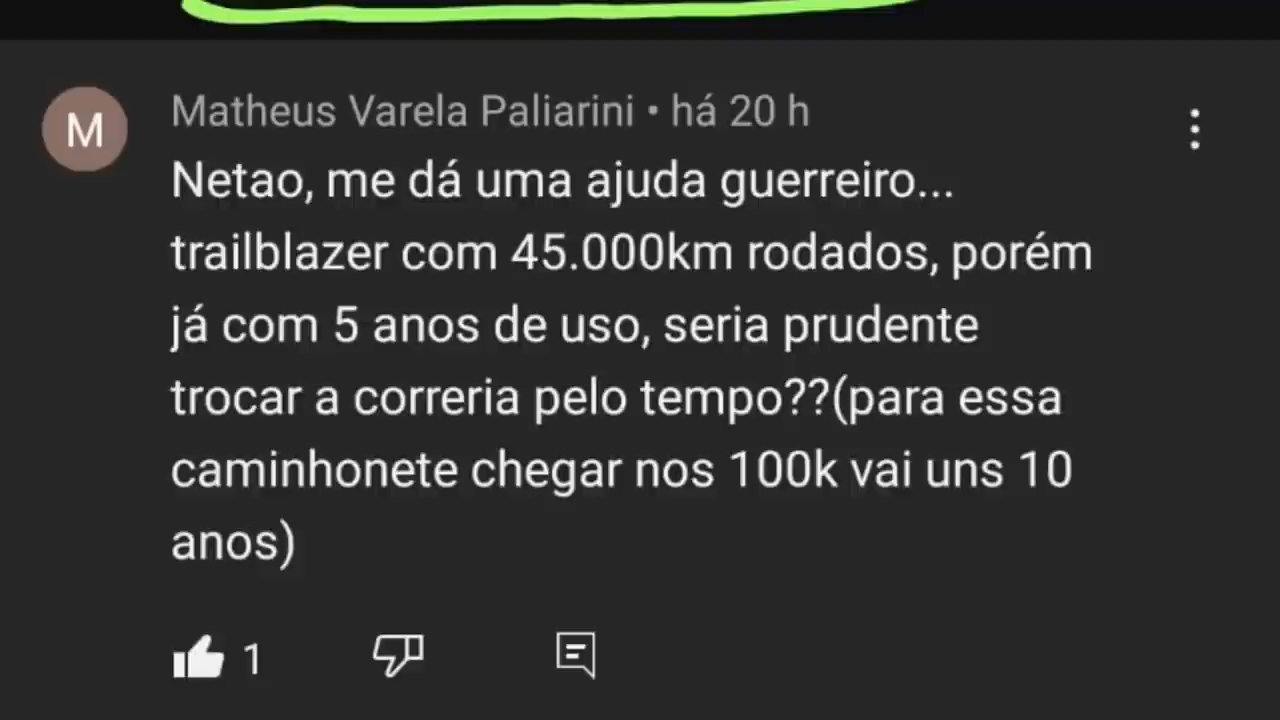 M
Matheus Varela Paliarini • há 20 h
Netao, me dá uma ajuda guerreiro...
trailblazer com 45.000km rodados, porém
já com 5 anos de uso, seria prudente
trocar a correria pelo tempo??(para essa
caminhonete chegar nos 100k vai uns 10
anos)
1